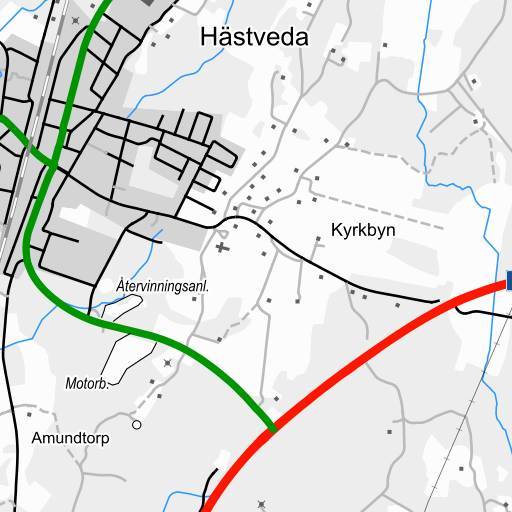 Hästveda
Kyrkbyn
Återvinningsanl.
Motorb.
Amundtorp